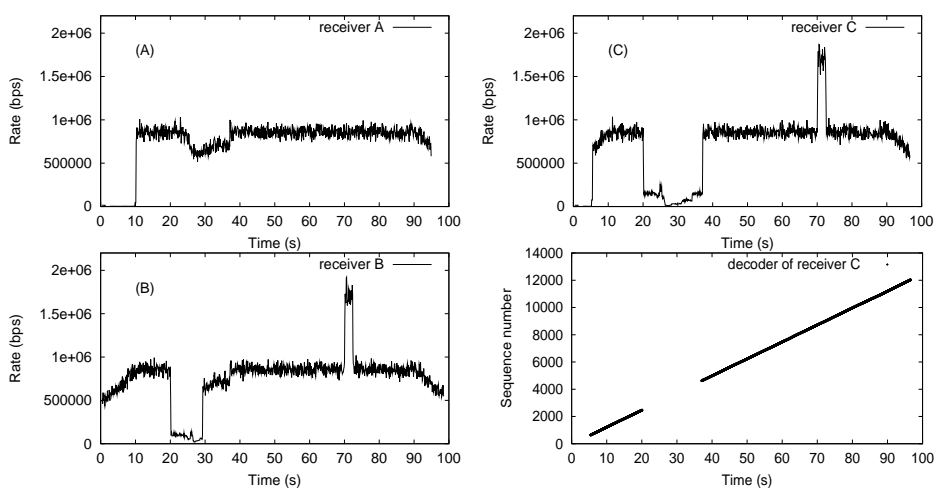 2e+06
1.5e+06
1e+06
500000
0
Rate (bps)
(A)
receiver A
0 10 20 30 40 50 60 70 80 90 100
Time (s)
2e+06
1.5e+06
1e+06
500000
0
Rate (bps)
(C)
receiver C
0 10 20 30 40 50 60 70 80 90 100
Time (s)
2e+06
1.5e+06
1e+06
500000
0
Rate (bps)
(B)
receiver B
0 10 20 30 40 50 60 70 80 90 100
Time (s)
14000
12000
10000
8000
6000
4000
2000
0
Sequence number
decoder of receiver C
0 10 20 30 40 50 60 70 80 90 100
Time (s)